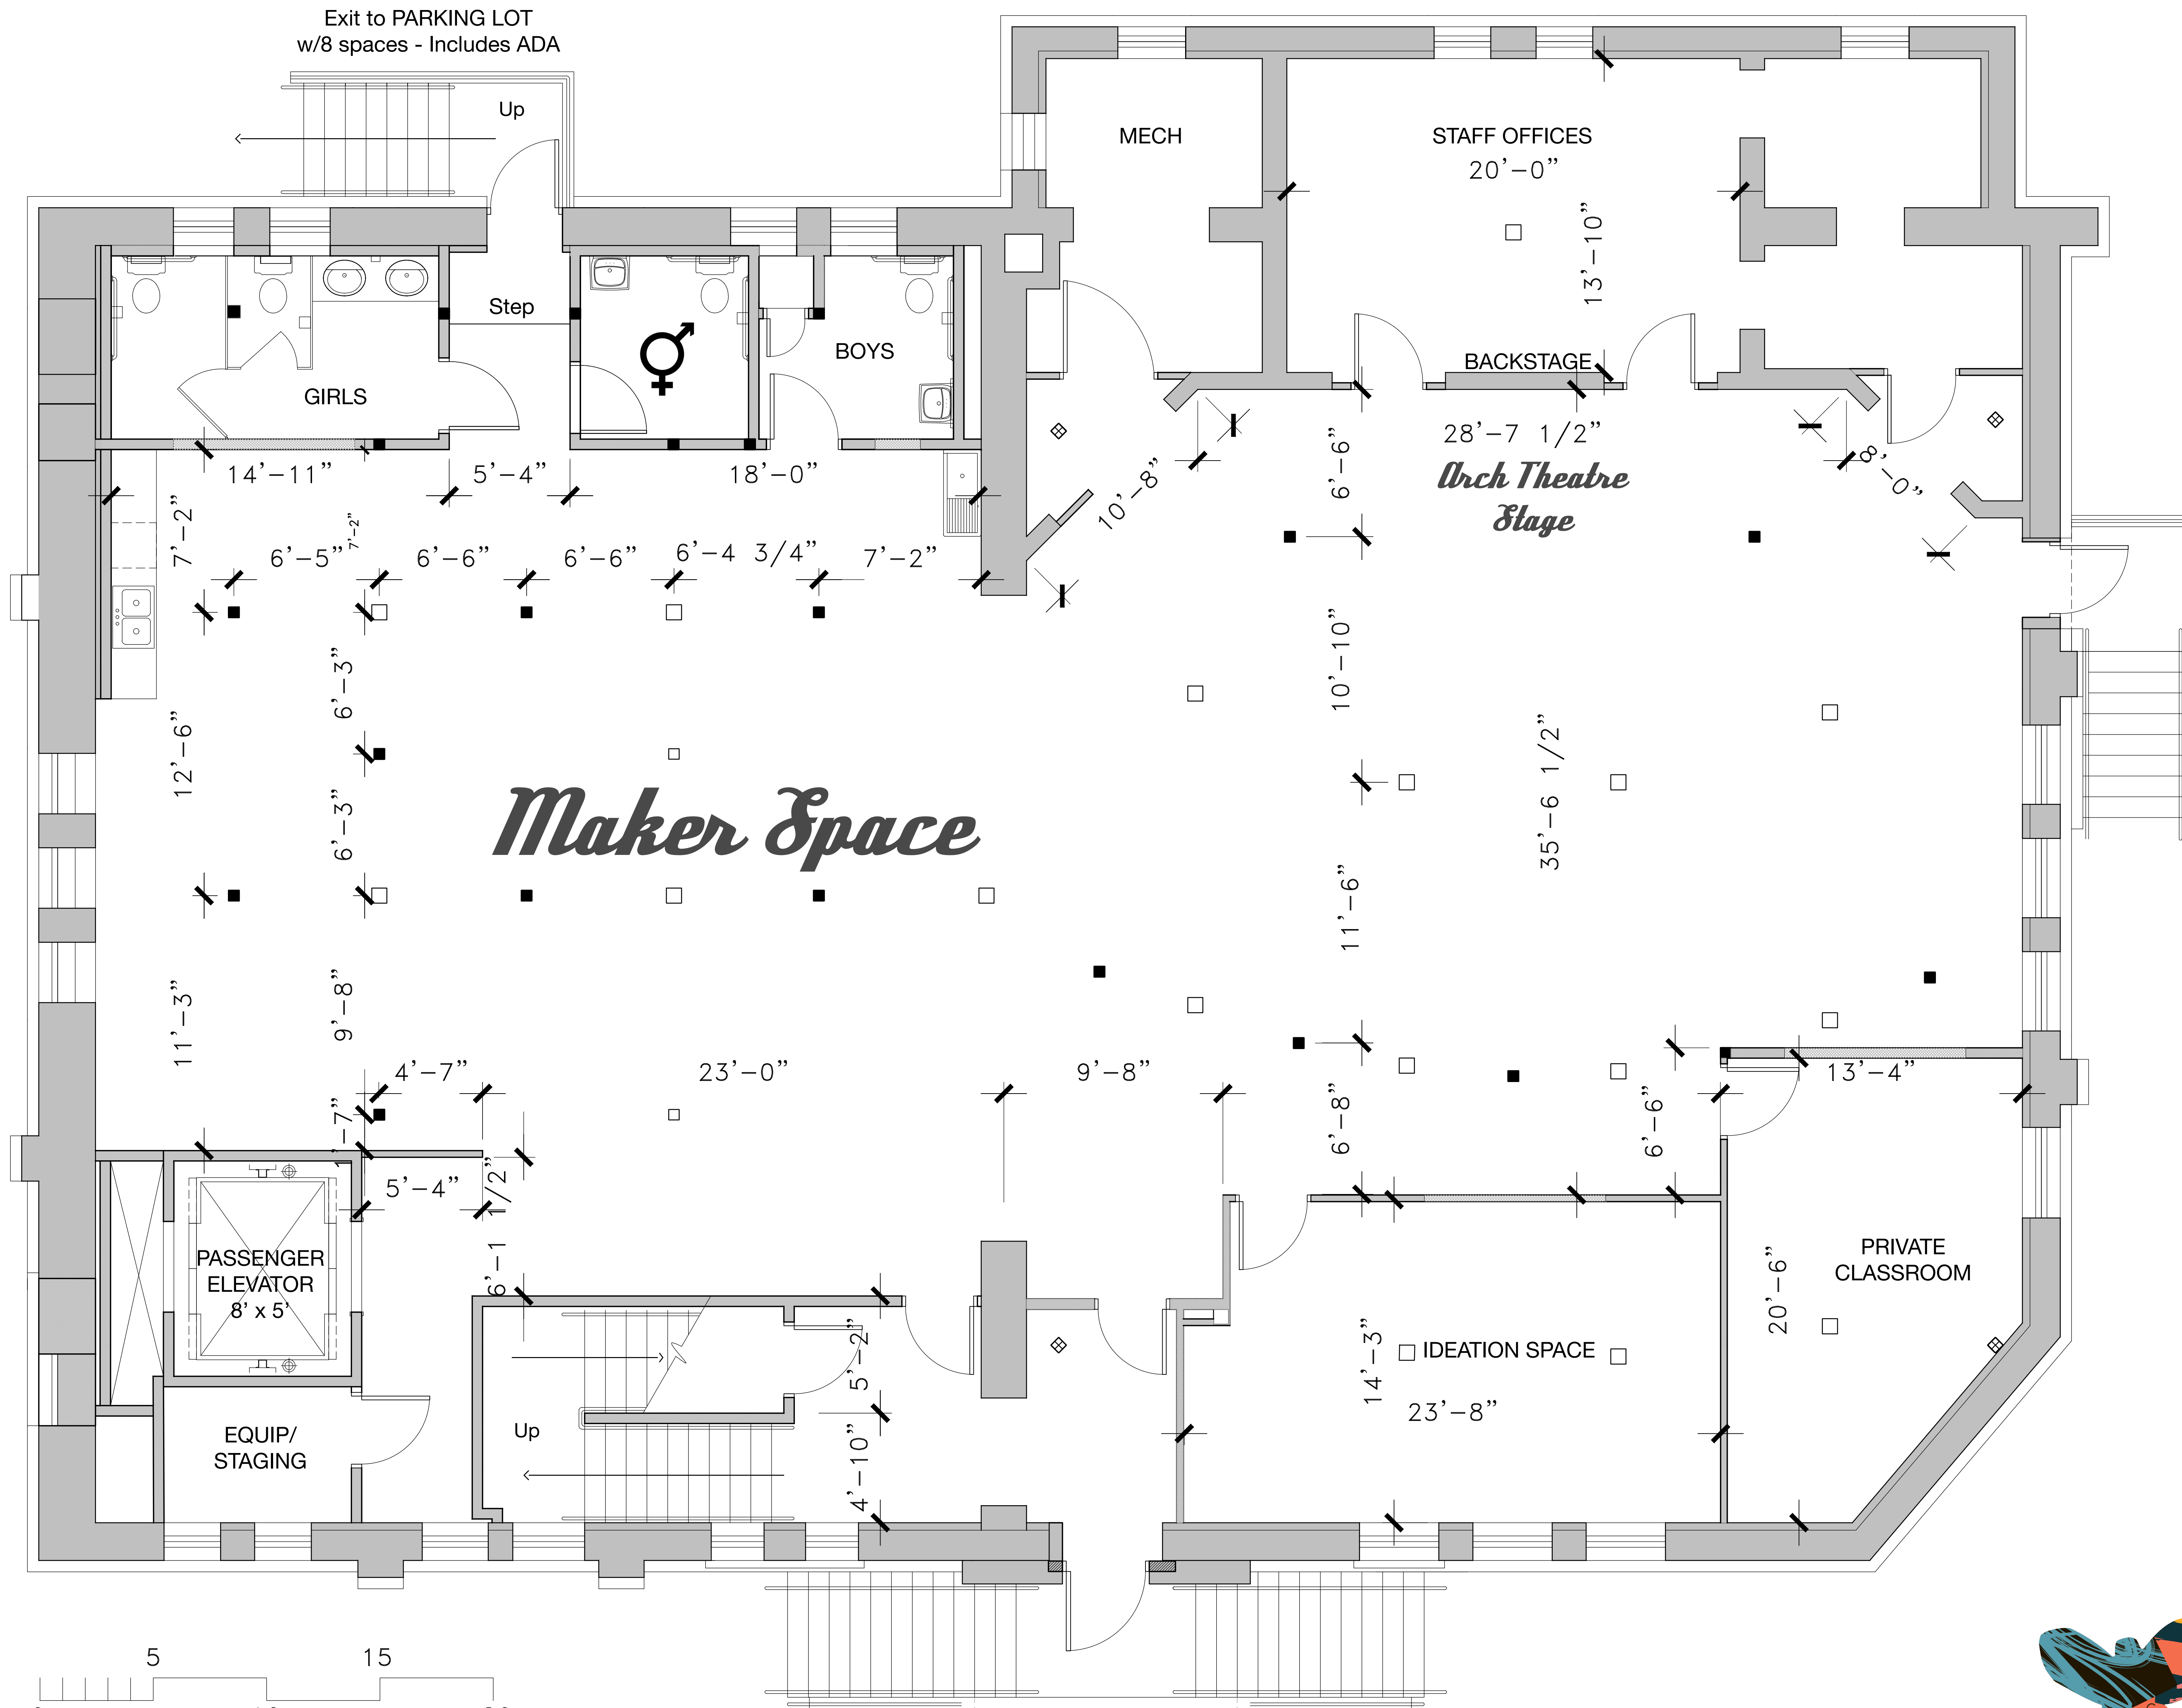 Exit to PARKING LOT
w/8 spaces - Includes ADA
Up
MECH
STAFF OFFICES
20'-0"
13'-10"
Step
BOYS
GIRLS
BACKSTAGE
28'-7 1/2"
Arch Theatre
Stage
14'-11"
5'-4"
18'-0"
10'-8"
6'-6"
8'-0"
7'-2"
6'-5"
7'-2"
6'-6"
6'-6"
6'-4 3/4"
7'-2"
6'-3"
10'-10"
12'-6"
35'-6 1/2"
Maker Space
6'-3"
11'-6"
11'-3"
9'-8"
4'-7"
23'-0"
9'-8"
13'-4"
1'-7"
6'-8"
6'-6"
5'-4"
6'-1 1/2"
PASSENGER
ELEVATOR
8' x 5'
PRIVATE
CLASSROOM
20'-6"
5'-2"
14'-3"
IDEATION SPACE
23'-8"
EQUIP/
STAGING
Up
4'-10"
5
15